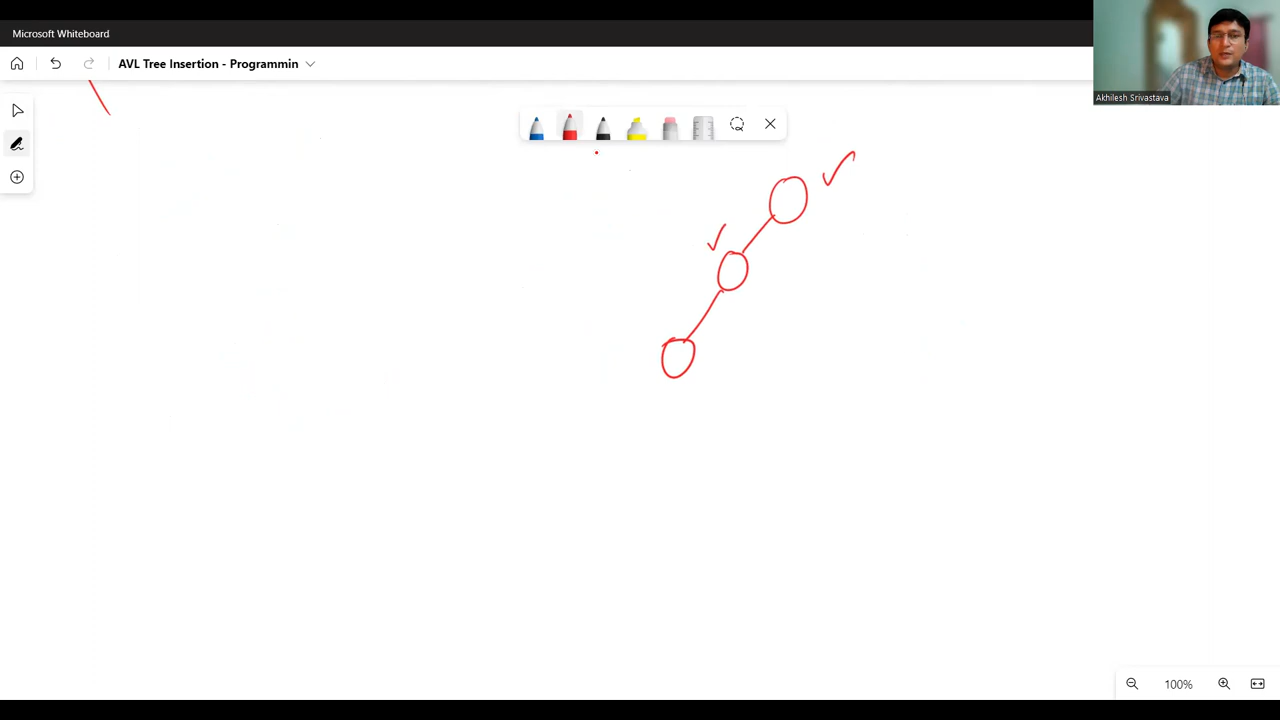 Microsoft Whiteboard
AVL Tree Insertion - Programmin
Akhilesh Srivastava
100%